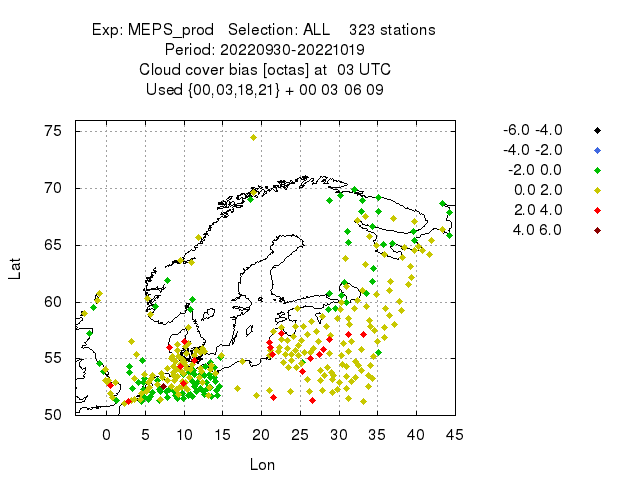 Exp: MEPS_prod   Selection: ALL    323 stations
Period: 20220930-20221019
Cloud cover bias [octas] at  03 UTC
Used {00,03,18,21} + 00 03 06 09
-6.0 -4.0
-4.0 -2.0
-2.0 0.0
0.0 2.0
2.0 4.0
4.0 6.0
75
70
65
60
55
50
Lat
0 5 10 15 20 25 30 35 40 45
Lon